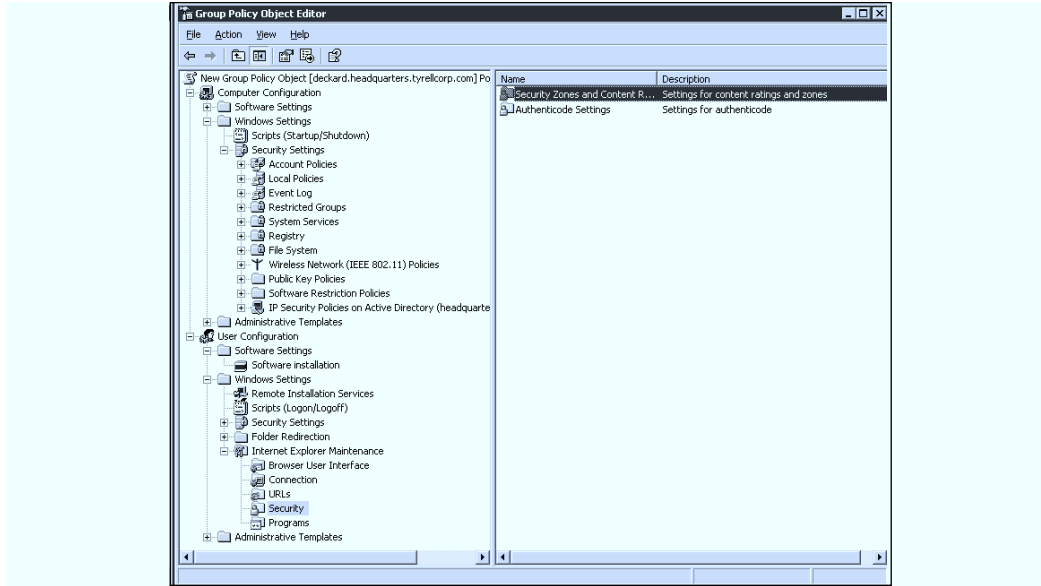 Group Policy Object Editor
File Action View Help
New Group Policy Object [deckard.headquarters.tyrellcorp.com] Po
Computer Configuration
Software Settings
Windows Settings
Scripts (Startup/Shutdown)
Security Settings
Account Policies
Local Policies
Event Log
Restricted Groups
System Services
Registry
File System
Wireless Network (IEEE 802.11) Policies
Public Key Policies
Software Restriction Policies
IP Security Policies on Active Directory (headquarte
Administrative Templates
User Configuration
Software Settings
Software installation
Windows Settings
Remote Installation Services
Scripts (Logon/Logoff)
Security Settings
Folder Redirection
Internet Explorer Maintenance
Browser User Interface
Connection
URLs
Security
Programs
Administrative Templates
Name Description
Security Zones and Content R... Settings for content ratings and zones
Authenticode Settings Settings for authenticode